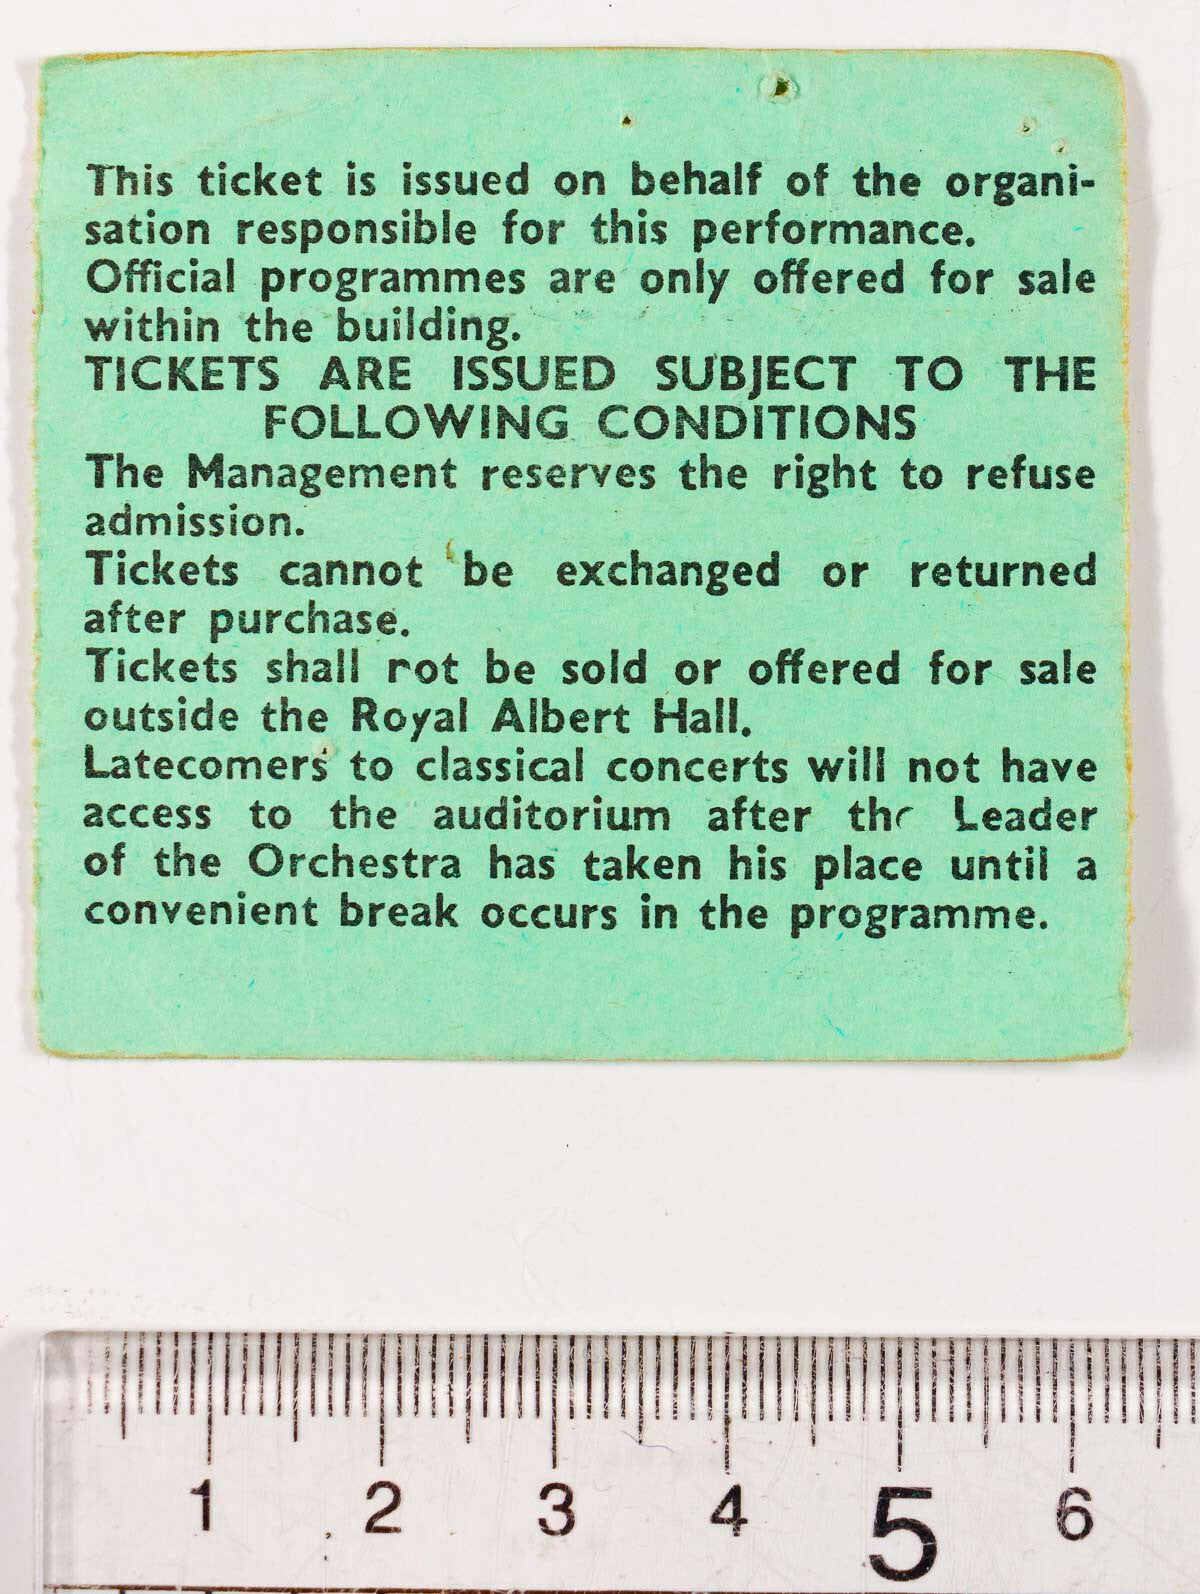 This ticket is issued on behalf of the organi-
sation responsible for this performance.
Official programmes are only offered for sale
within the building.
TICKETS ARE ISSUED SUBJECT TO THE
FOLLOWING CONDITIONS
The Management reserves the right to refuse
admission.
Tickets cannot be exchanged or returned
after purchase.
Tickets shall not be sold or offered for sale
outside the Royal Albert Hall.
Latecomers to classical concerts will not have
access to the auditorium after the Leader
of the Orchestra has taken his place until a
convenient break occurs in the programme.
1 2 3 4 5 6